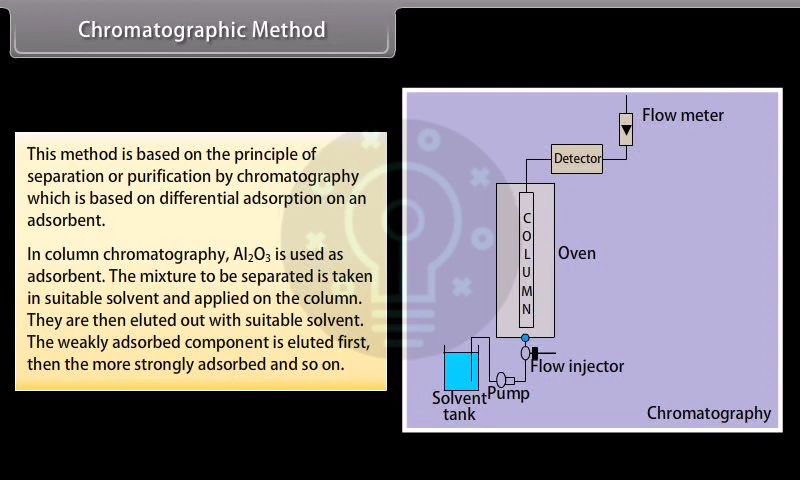 Chromatographic Method
This method is based on the principle of
separation or purification by chromatography
which is based on differential adsorption on an
adsorbent.
In column chromatography, Al₂O₃ is used as
adsorbent. The mixture to be separated is taken
in suitable solvent and applied on the column.
They are then eluted out with suitable solvent.
The weakly adsorbed component is eluted first,
then the more strongly adsorbed and so on.
Flow meter
Detector
COLUMN
Oven
Flow injector
Pump
Solvent
tank
Chromatography